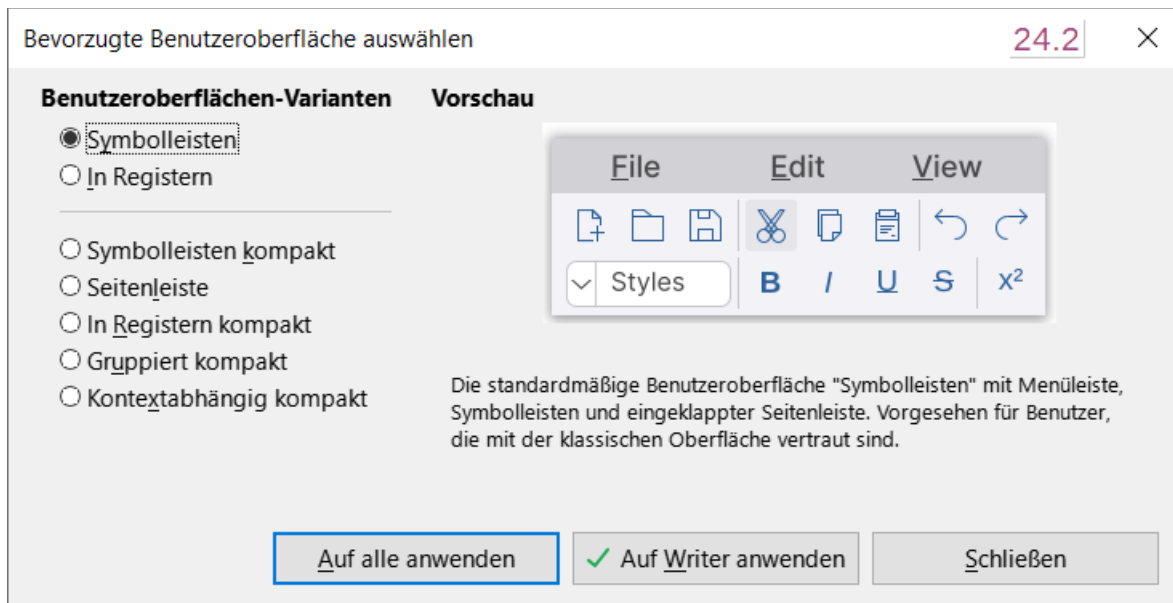 Bevorzugte Benutzeroberfläche auswählen
24.2
Benutzeroberflächen-Varianten
Symbolleisten
In Registern
Symbolleisten kompakt
Seitenleiste
In Registern kompakt
Gruppiert kompakt
Kontextabhängig kompakt
Vorschau
File Edit View
Styles B I U S x²
Die standardmäßige Benutzeroberfläche "Symbolleisten" mit Menüleiste,
Symbolleisten und eingeklappter Seitenleiste. Vorgesehen für Benutzer,
die mit der klassischen Oberfläche vertraut sind.
Auf alle anwenden
Auf Writer anwenden
Schließen